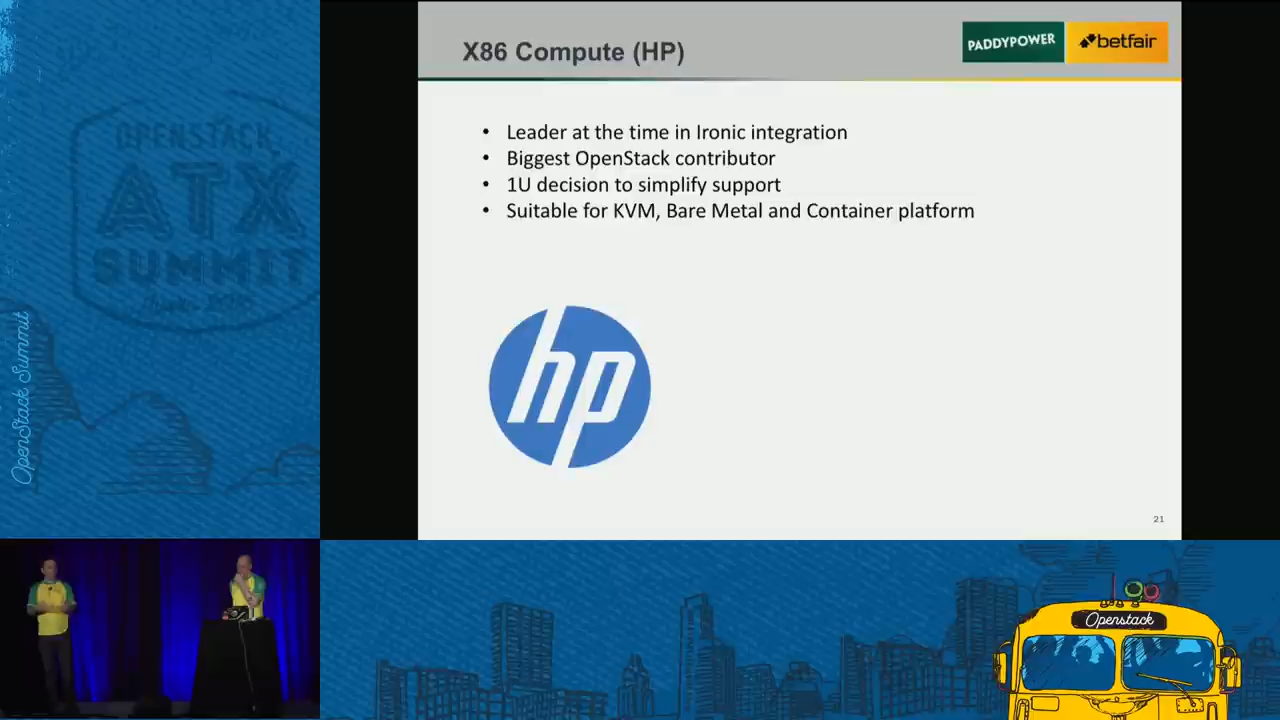 X86 Compute (HP)
PADDYPOWER
betfair
• Leader at the time in Ironic integration
• Biggest OpenStack contributor
• 1U decision to simplify support
• Suitable for KVM, Bare Metal and Container platform
hp
21
OPENSTACK
ATX
SUMMIT
OpenStack Summit
Openstack